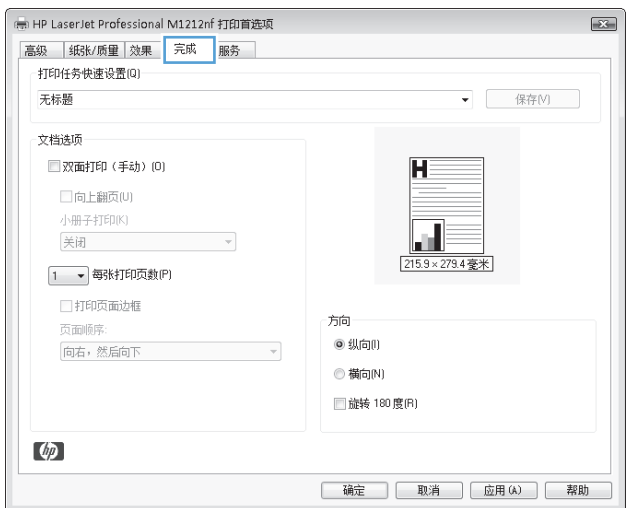 HP LaserJet Professional M1212nf 打印首选项
高级 纸张/质量 效果 完成 服务
打印任务快速设置(Q)
无标题
保存(V)
文档选项
双面打印（手动）(O)
向上翻页(U)
小册子打印(K)
关闭
1 每张打印页数(P)
打印页面边框
页面顺序:
向右，然后向下
H
215.9 × 279.4 毫米
方向
纵向(I)
横向(N)
旋转 180 度(R)
hp
确定 取消 应用 (A) 帮助